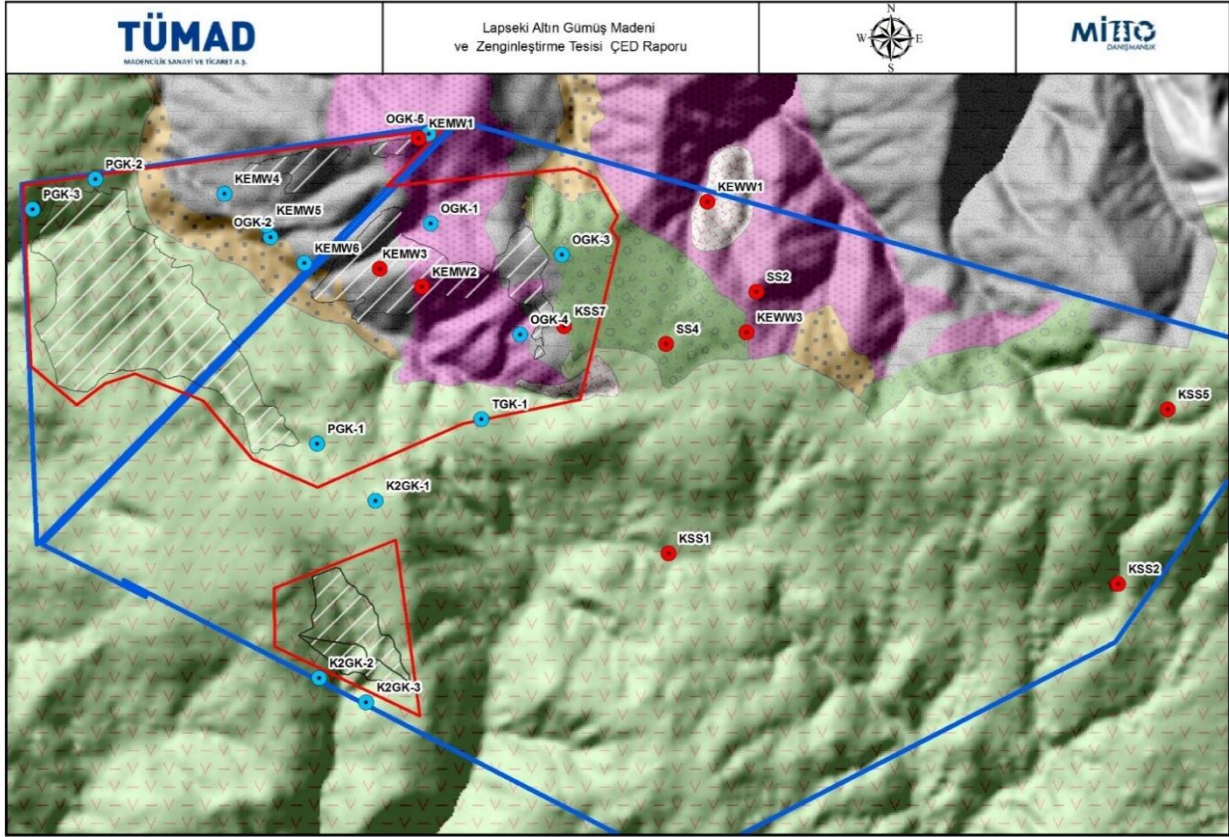 TÜMAD
MADENCİLİK SANAYİ VE TİCARET A.Ş.
Lapseki Altın Gümüş Madeni
ve Zenginleştirme Tesisi ÇED Raporu
N
W E
S
MİTTO
DANIŞMANLIK
OGK-5
KEMW1
PGK-2
KEMW4
KEWW1
PGK-3
KEMW5
OGK-1
OGK-2
KEMW6
KEMW3
OGK-3
KEMW2
SS2
KSS7
KEWW3
OGK-4
SS4
KSS5
TGK-1
PGK-1
K2GK-1
KSS1
KSS2
K2GK-2
K2GK-3